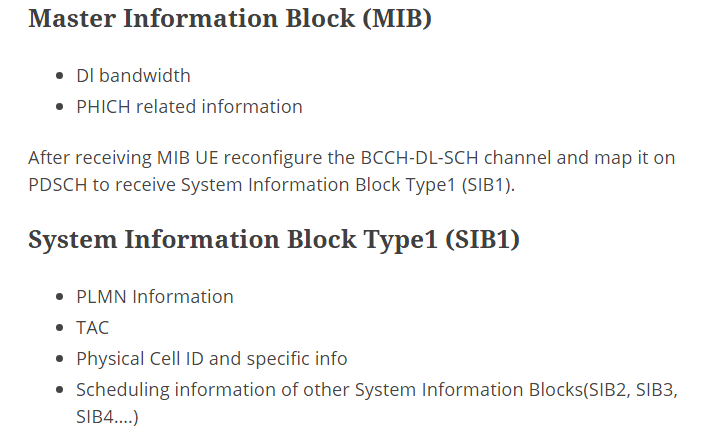 Master Information Block (MIB)
• Dl bandwidth
• PHICH related information
After receiving MIB UE reconfigure the BCCH-DL-SCH channel and map it on
PDSCH to receive System Information Block Type1 (SIB1).
System Information Block Type1 (SIB1)
• PLMN Information
• TAC
• Physical Cell ID and specific info
• Scheduling information of other System Information Blocks(SIB2, SIB3,
SIB4....)